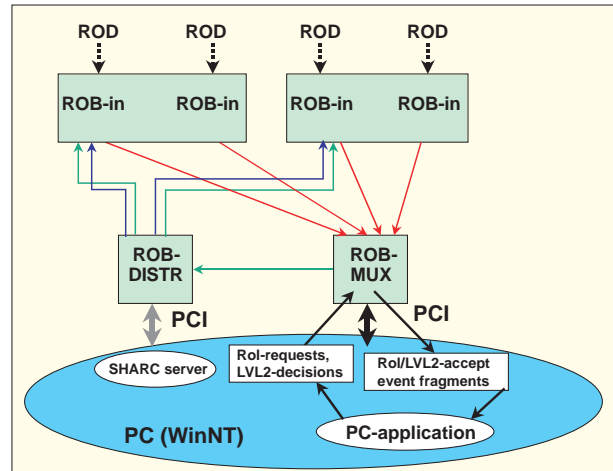 ROD ROD ROD ROD
ROB-in ROB-in ROB-in ROB-in
ROB-
DISTR
ROB-
MUX
PCI PCI
RoI-requests,
LVL2-decisions
RoI/LVL2-accept
event fragments
SHARC server
PC (WinNT)
PC-application